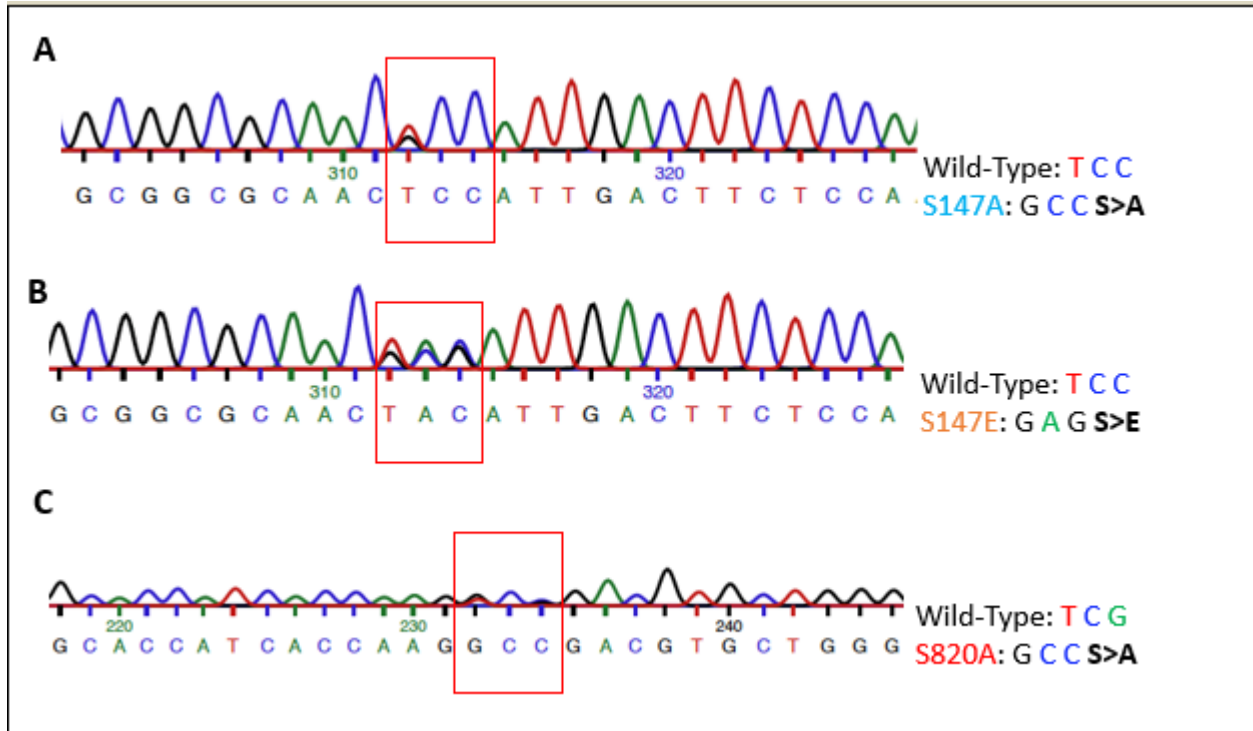 A
310
320
G C G G C G C A A C T C C A T T G A C T T C T C C A
Wild-Type: T C C
S147A: G C C S>A
B
310
320
G C G G C G C A A C T A C A T T G A C T T C T C C A
Wild-Type: T C C
S147E: G A G S>E
C
220
230
240
G C A C C A T C A C C A A G G C C G A C G T G C T G G G
Wild-Type: T C G
S820A: G C C S>A